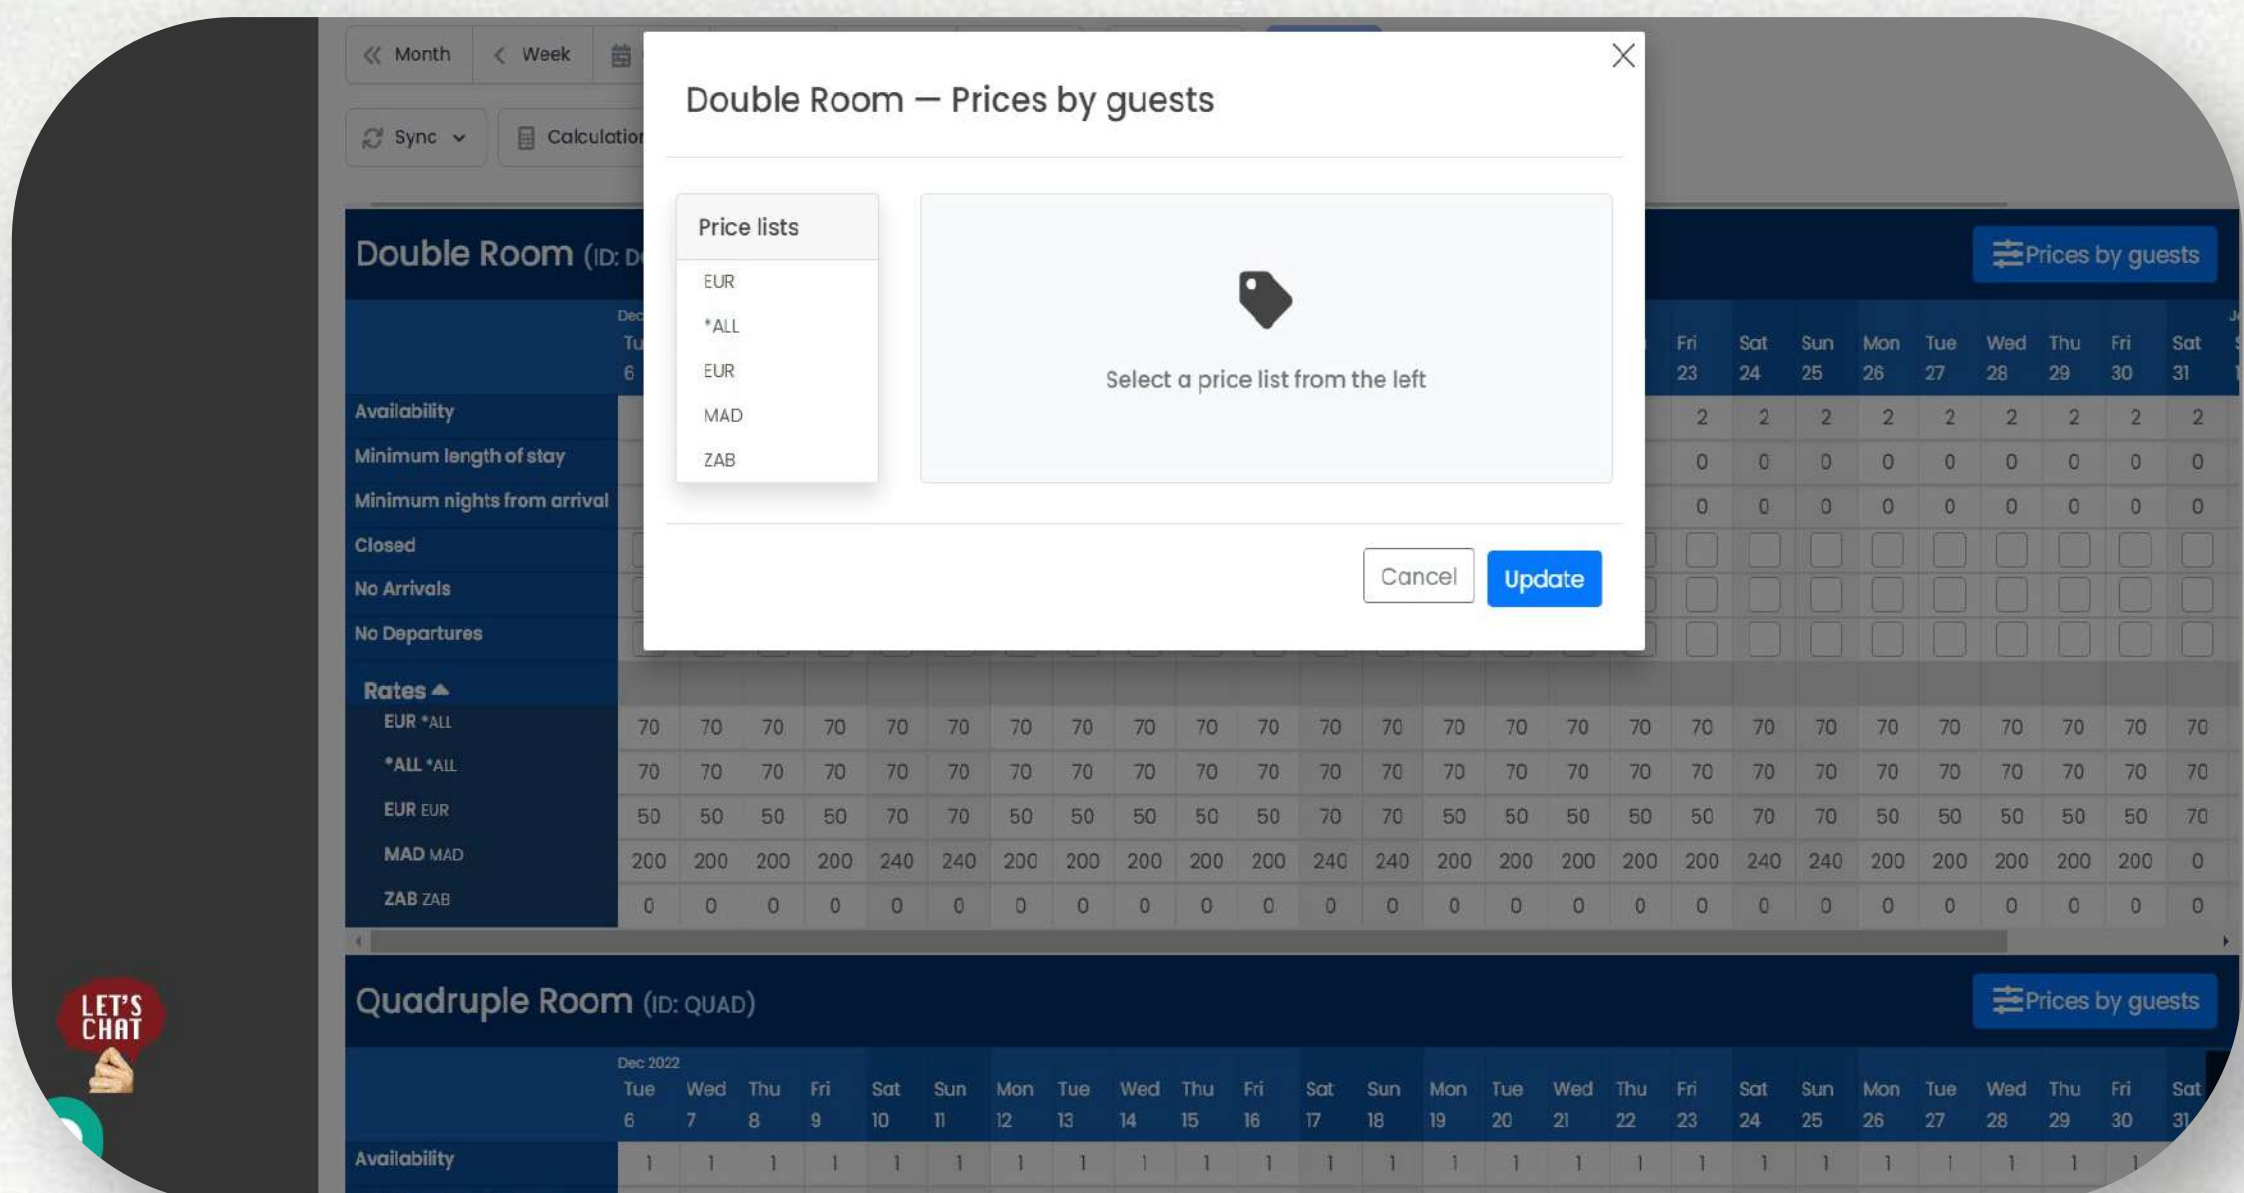 Month Week
Double Room — Prices by guests
Sync Calculation
Price lists
EUR
*ALL
EUR
MAD
ZAB
Select a price list from the left
Cancel Update
Double Room (ID: D
Prices by guests
Dec
Tu Fri Sat Sun Mon Tue Wed Thu Fri Sat
6 23 24 25 26 27 28 29 30 31
Availability 2 2 2 2 2 2 2 2 2
Minimum length of stay 0 0 0 0 0 0 0 0 0
Minimum nights from arrival 0 0 0 0 0 0 0 0 0
Closed
No Arrivals
No Departures
Rates
EUR *ALL 70 70 70 70 70 70 70 70 70 70 70 70 70 70 70 70 70 70 70 70 70 70 70 70 70 70
*ALL *ALL 70 70 70 70 70 70 70 70 70 70 70 70 70 70 70 70 70 70 70 70 70 70 70 70 70 70
EUR EUR 50 50 50 50 70 70 50 50 50 50 50 70 70 50 50 50 50 50 70 70 50 50 50 50 50 70
MAD MAD 200 200 200 200 240 240 200 200 200 200 200 240 240 200 200 200 200 200 240 240 200 200 200 200 200 0
ZAB ZAB 0 0 0 0 0 0 0 0 0 0 0 0 0 0 0 0 0 0 0 0 0 0 0 0 0 0
LET'S
CHAT
Quadruple Room (ID: QUAD)
Prices by guests
Dec 2022
Tue Wed Thu Fri Sat Sun Mon Tue Wed Thu Fri Sat Sun Mon Tue Wed Thu Fri Sat Sun Mon Tue Wed Thu Fri Sat
6 7 8 9 10 11 12 13 14 15 16 17 18 19 20 21 22 23 24 25 26 27 28 29 30 31
Availability 1 1 1 1 1 1 1 1 1 1 1 1 1 1 1 1 1 1 1 1 1 1 1 1 1